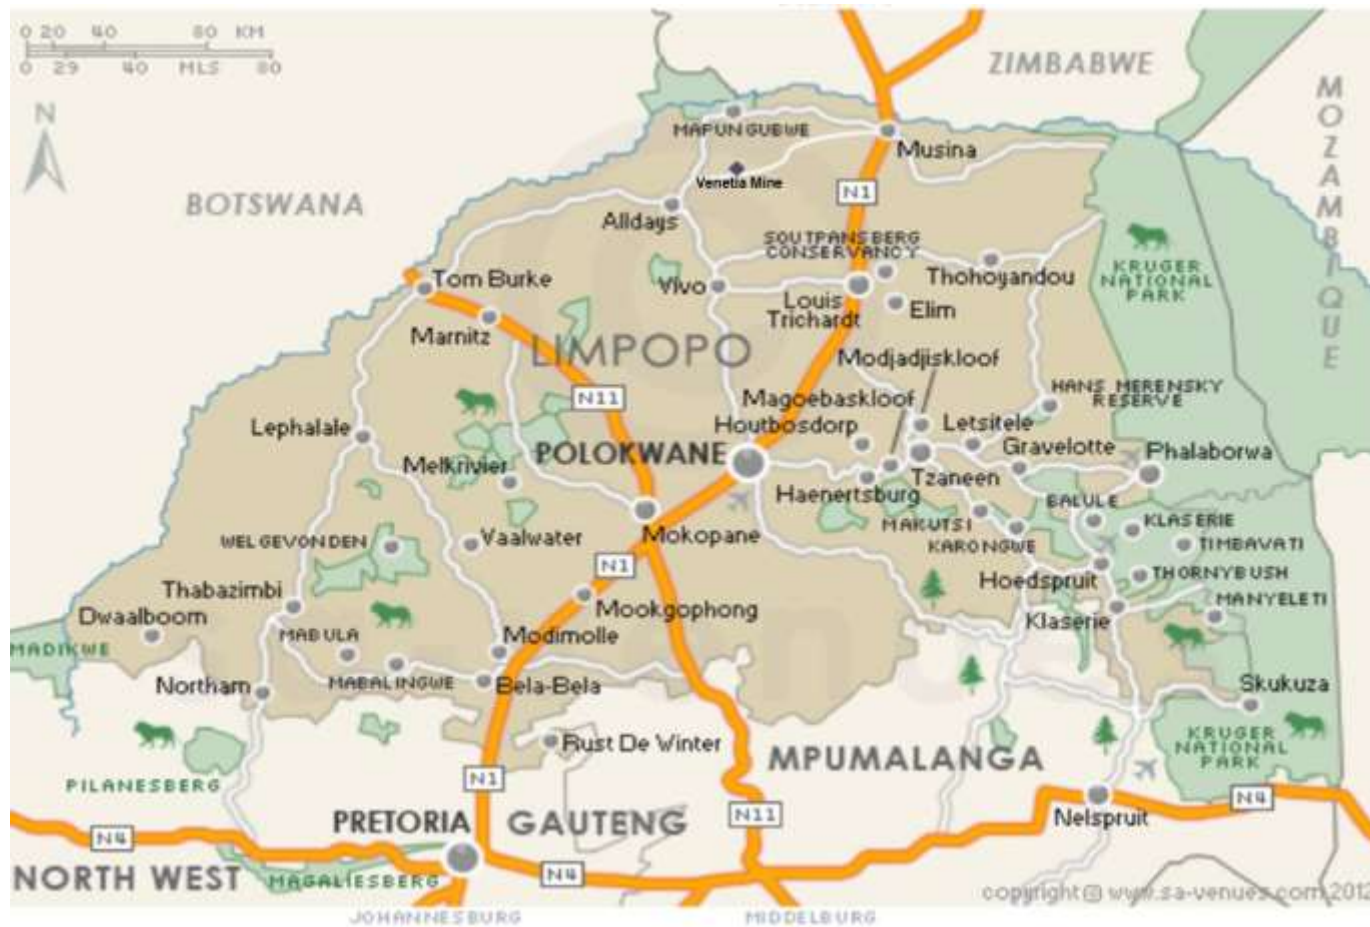 0 20 40 80 KM
0 29 40 MLS 80
N
ZIMBABWE
MOZAMBIQUE
BOTSWANA
MAPUNGUBWE
Musina
Venetia Mine
N1
Alldays
SOUTPANSBERG
CONSERVANCY
Thohoyandou
KRUGER
NATIONAL
PARK
Tom Burke
Vivo
Louis
Trichardt
Elim
Marnitz
LIMPOPO
Modjadjiskloof
N11
Magoebaskloof
HANS MERENSKY
RESERVE
Lephalale
Houtbosdorp
Letsitele
Gravelotte
Phalaborwa
POLOKWANE
Melkrivier
Tzaneen
Haenertsburg
BALULE
MAKUTSI
KLASERIE
Mokopane
KARONGWE
TIMBAVATI
WELGEVONDEN
Vaalwater
N1
Hoedspruit
THORNYBUSH
Thabazimbi
Mookgophong
MANYELETI
Dwaalboom
Klaserie
MABULA
Modimolle
MADIKWE
Northam
MABALINGWE
Bela-Bela
Skukuza
Rust De Winter
KRUGER
NATIONAL
PARK
MPUMALANGA
PILANESBERG
N1
N4
N11
Nelspruit
PRETORIA
GAUTENG
N4
NORTH WEST
MAGALIESBERG
N4
copyright © www.sa-venues.com 2012
JOHANNESBURG
MIDDELBURG